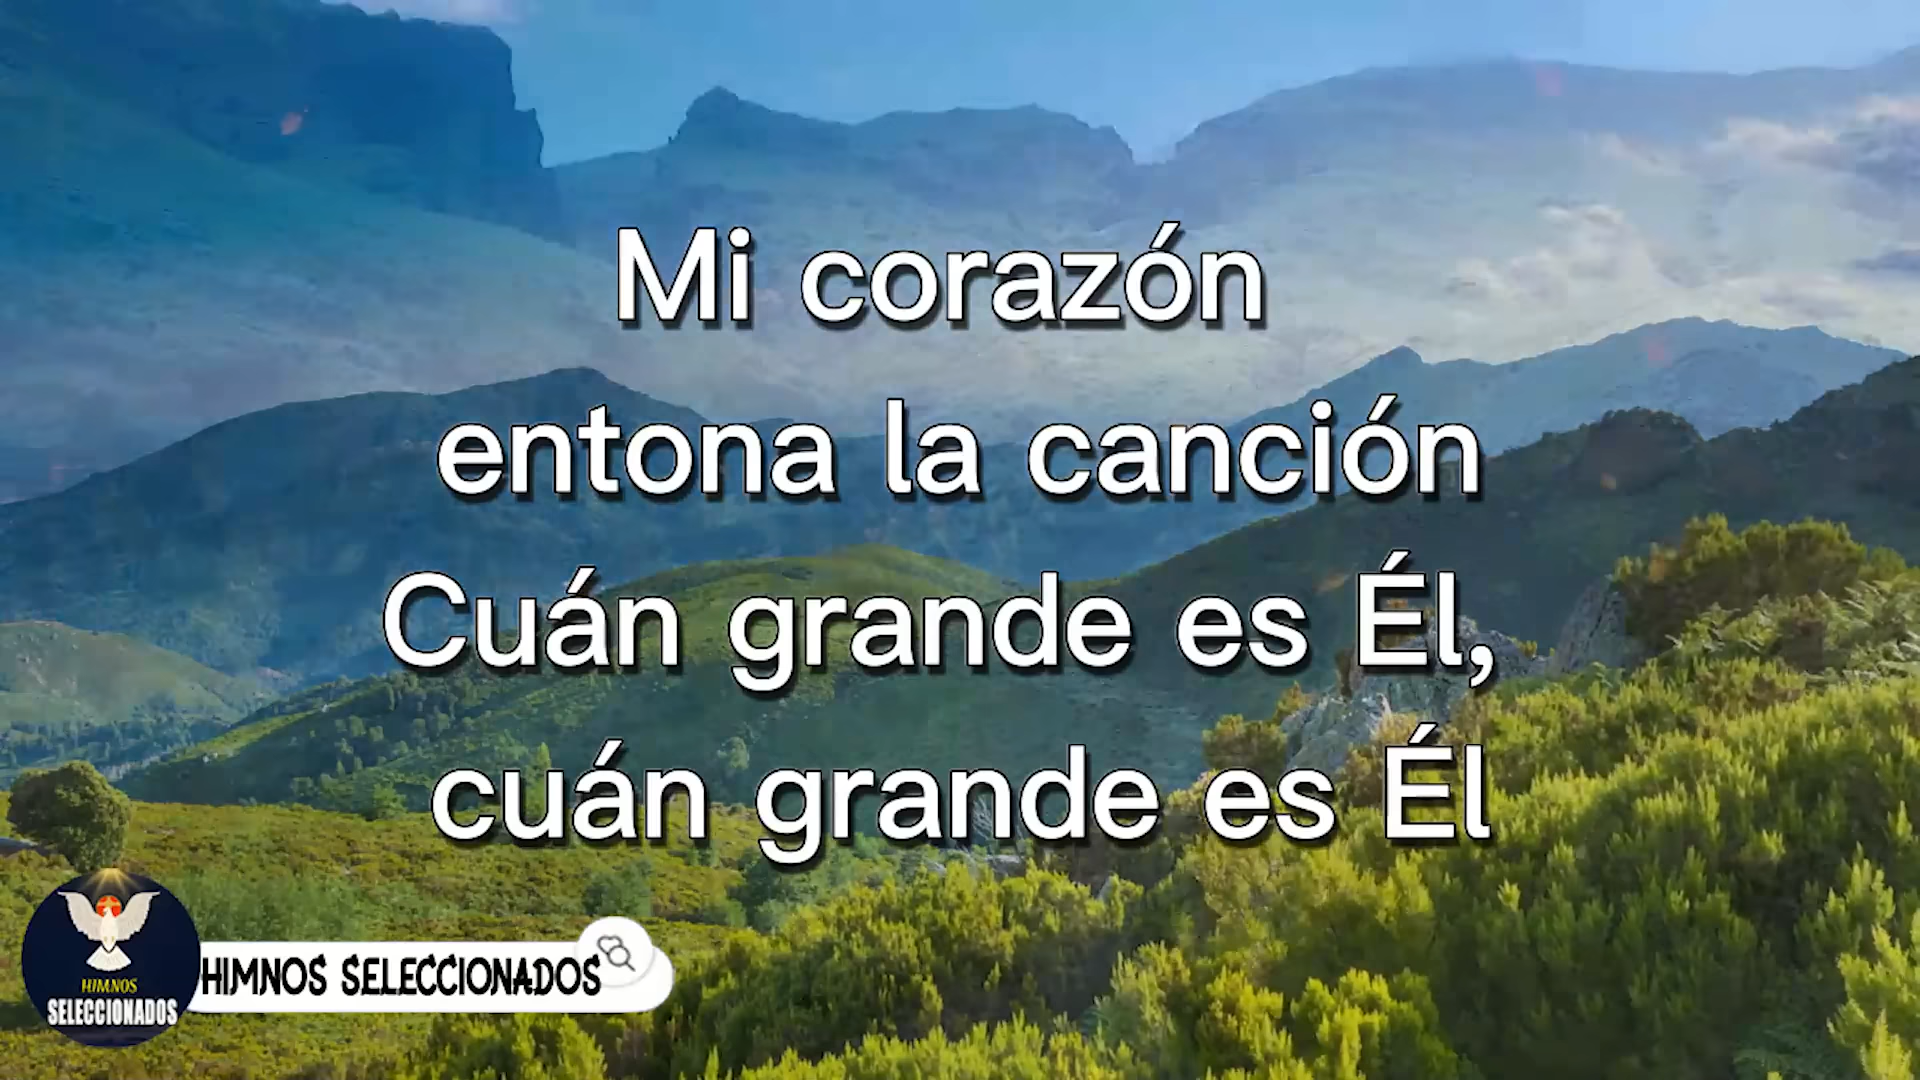 Mi corazón
entona la canción
Cuán grande es Él,
cuán grande es Él
HIMNOS
SELECCIONADOS
HIMNOS SELECCIONADOS